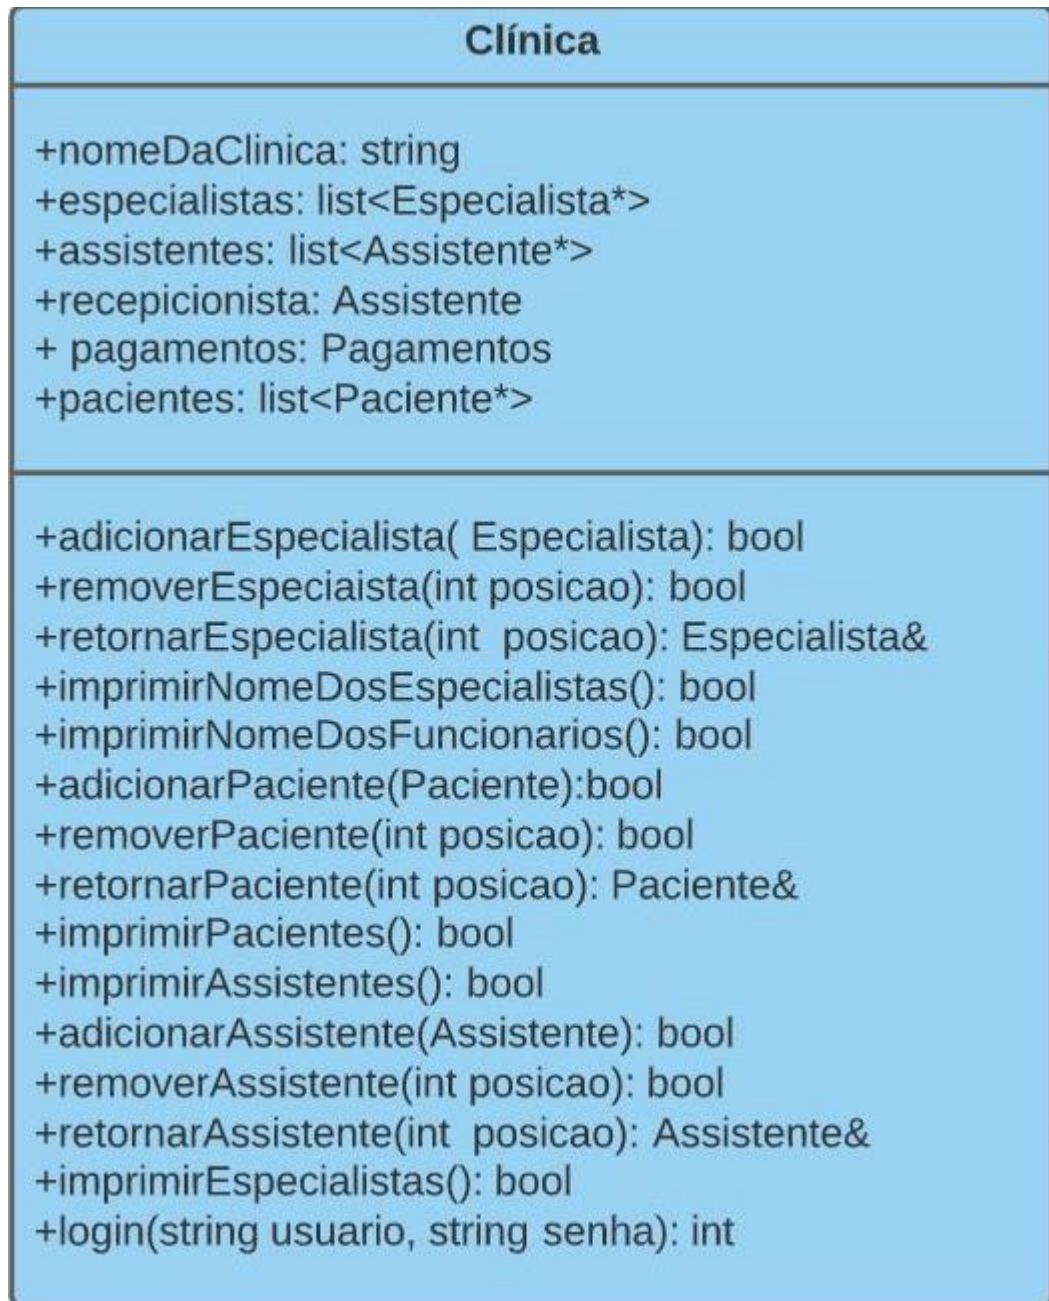 Clínica
+nomeDaClinica: string
+especialistas: list<Especialista*>
+assistentes: list<Assistente*>
+recepicionista: Assistente
+ pagamentos: Pagamentos
+pacientes: list<Paciente*>
+adicionarEspecialista( Especialista): bool
+removerEspeciaista(int posicao): bool
+retornarEspecialista(int  posicao): Especialista&
+imprimirNomeDosEspecialistas(): bool
+imprimirNomeDosFuncionarios(): bool
+adicionarPaciente(Paciente):bool
+removerPaciente(int posicao): bool
+retornarPaciente(int posicao): Paciente&
+imprimirPacientes(): bool
+imprimirAssistentes(): bool
+adicionarAssistente(Assistente): bool
+removerAssistente(int posicao): bool
+retornarAssistente(int  posicao): Assistente&
+imprimirEspecialistas(): bool
+login(string usuario, string senha): int